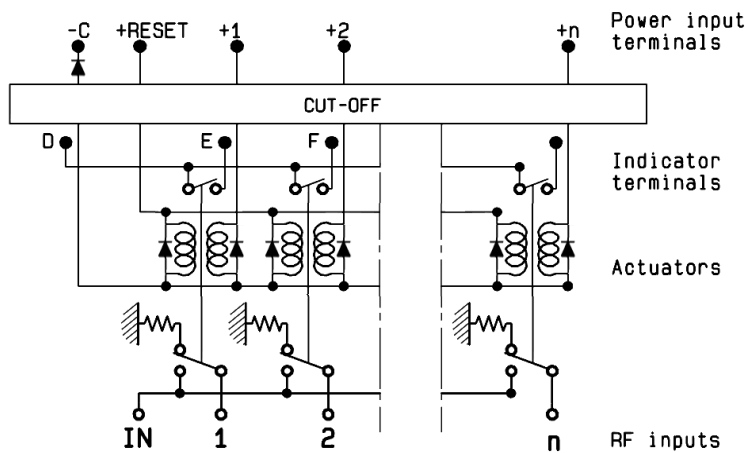 -C +RESET +1 +2 +n
Power input
terminals
CUT-OFF
D E F
Indicator
terminals
Actuators
IN 1 2 n
RF inputs